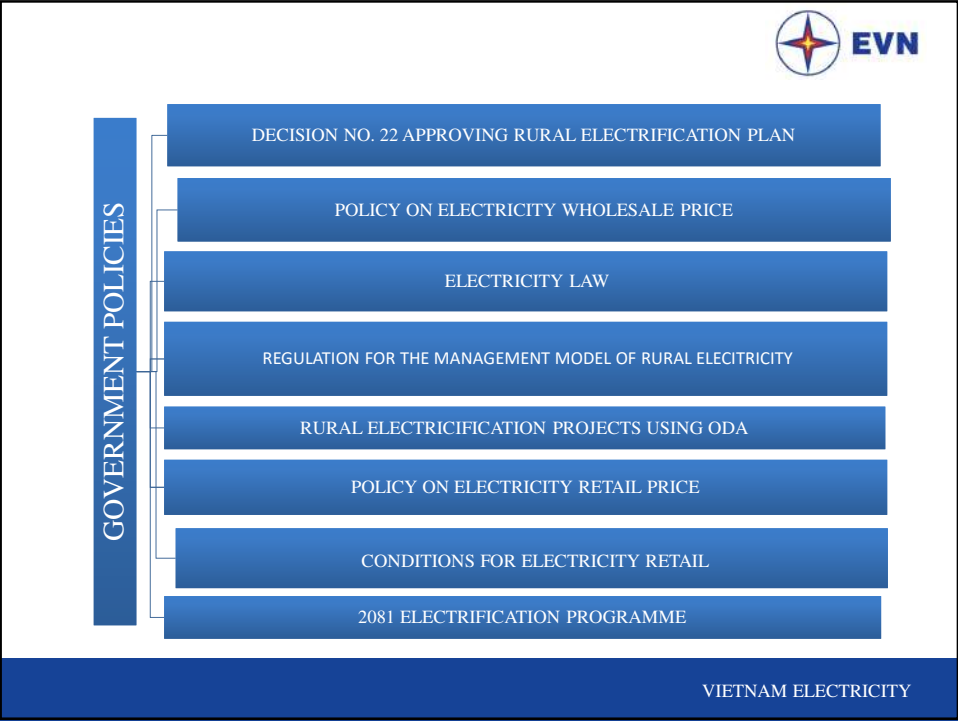 EVN
GOVERNMENT POLICIES
DECISION NO. 22 APPROVING RURAL ELECTRIFICATION PLAN
POLICY ON ELECTRICITY WHOLESALE PRICE
ELECTRICITY LAW
REGULATION FOR THE MANAGEMENT MODEL OF RURAL ELECITRICITY
RURAL ELECTRICIFICATION PROJECTS USING ODA
POLICY ON ELECTRICITY RETAIL PRICE
CONDITIONS FOR ELECTRICITY RETAIL
2081 ELECTRIFICATION PROGRAMME
VIETNAM ELECTRICITY